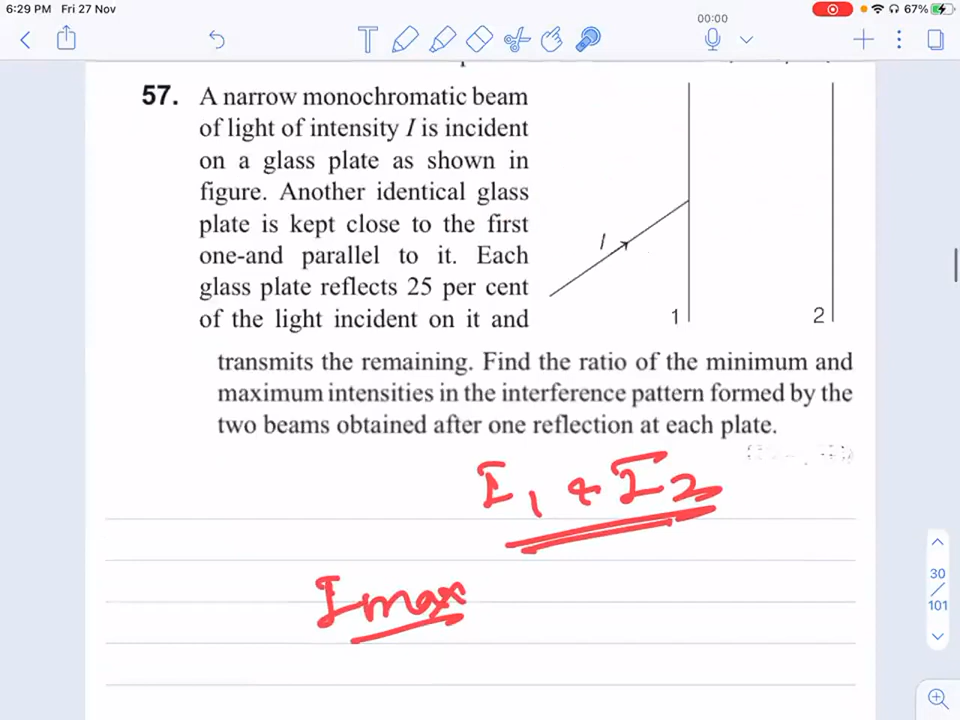 6:29 PM Fri 27 Nov
67%
00:00
57. A narrow monochromatic beam
of light of intensity I is incident
on a glass plate as shown in
figure. Another identical glass
plate is kept close to the first
one-and parallel to it. Each
glass plate reflects 25 per cent
of the light incident on it and
transmits the remaining. Find the ratio of the minimum and
maximum intensities in the interference pattern formed by the
two beams obtained after one reflection at each plate.
I
1
2
I1 & I2
Imax
30
/
101